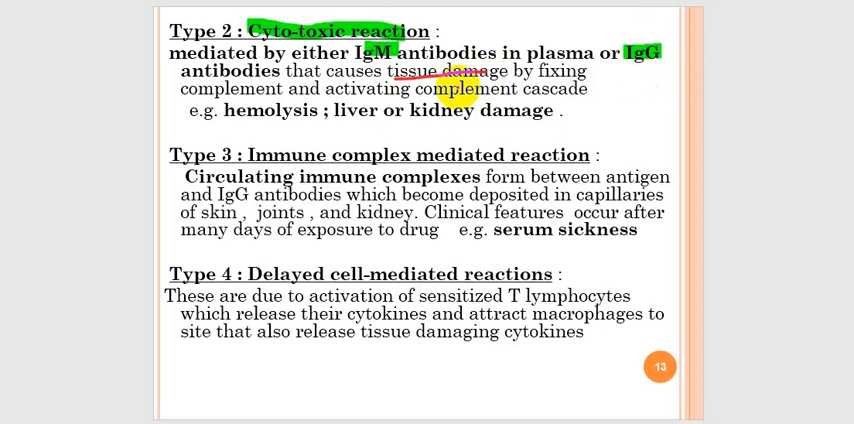 Type 2 : Cyto-toxic reaction :
mediated by either IgM antibodies in plasma or IgG
antibodies that causes tissue damage by fixing
complement and activating complement cascade
e.g. hemolysis ; liver or kidney damage .
Type 3 : Immune complex mediated reaction :
Circulating immune complexes form between antigen
and IgG antibodies which become deposited in capillaries
of skin , joints , and kidney. Clinical features occur after
many days of exposure to drug e.g. serum sickness
Type 4 : Delayed cell-mediated reactions :
These are due to activation of sensitized T lymphocytes
which release their cytokines and attract macrophages to
site that also release tissue damaging cytokines
13